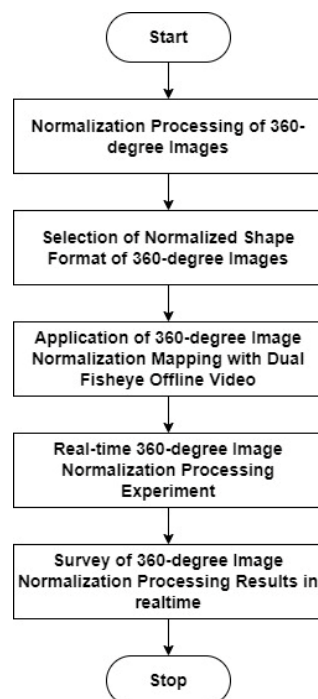 Start
Normalization Processing of 360-
degree Images
Selection of Normalized Shape
Format of 360-degree Images
Application of 360-degree Image
Normalization Mapping with Dual
Fisheye Offline Video
Real-time 360-degree Image
Normalization Processing
Experiment
Survey of 360-degree Image
Normalization Processing Results in
realtime
Stop